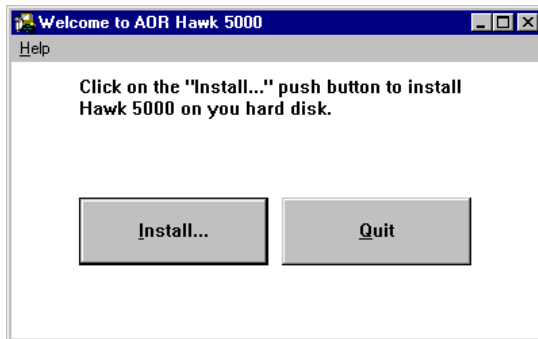 Welcome to AOR Hawk 5000
Help
Click on the "Install..." push button to install
Hawk 5000 on you hard disk.
Install... Quit